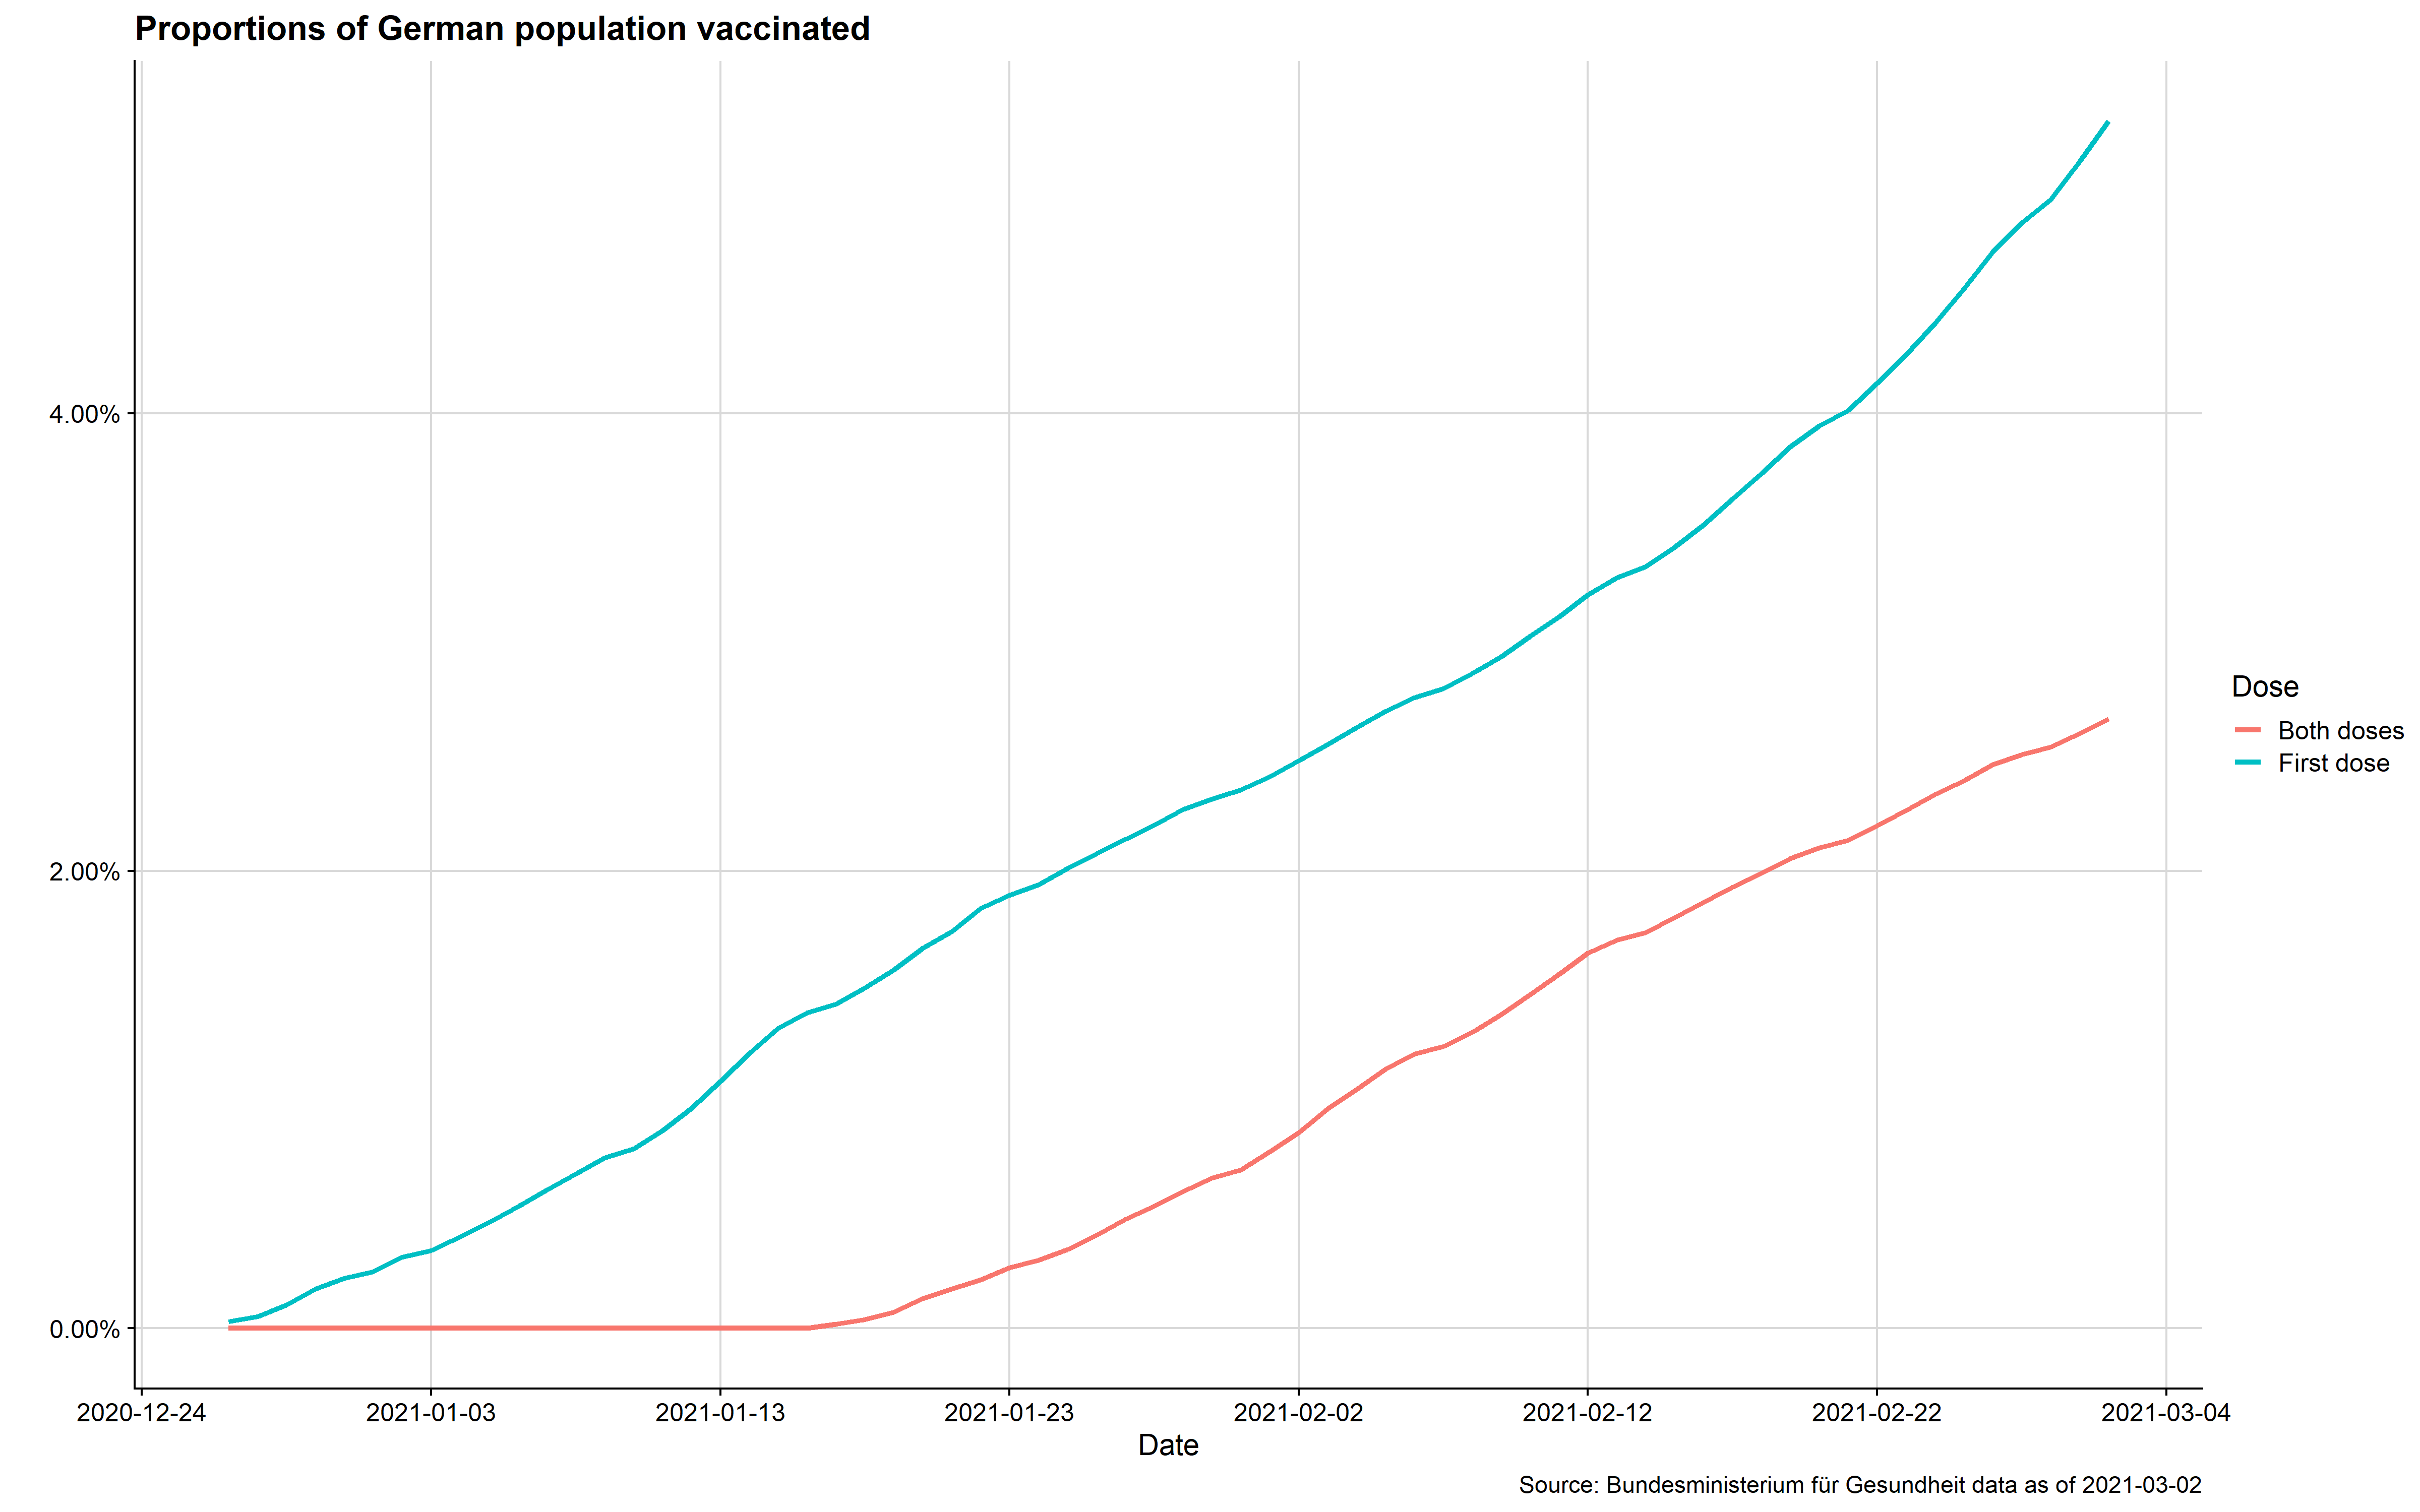 Proportions of German population vaccinated
4.00%
2.00%
0.00%
2020-12-24
2021-01-03
2021-01-13
2021-01-23
2021-02-02
2021-02-12
2021-02-22
2021-03-04
Date
Dose
Both doses
First dose
Source: Bundesministerium für Gesundheit data as of 2021-03-02